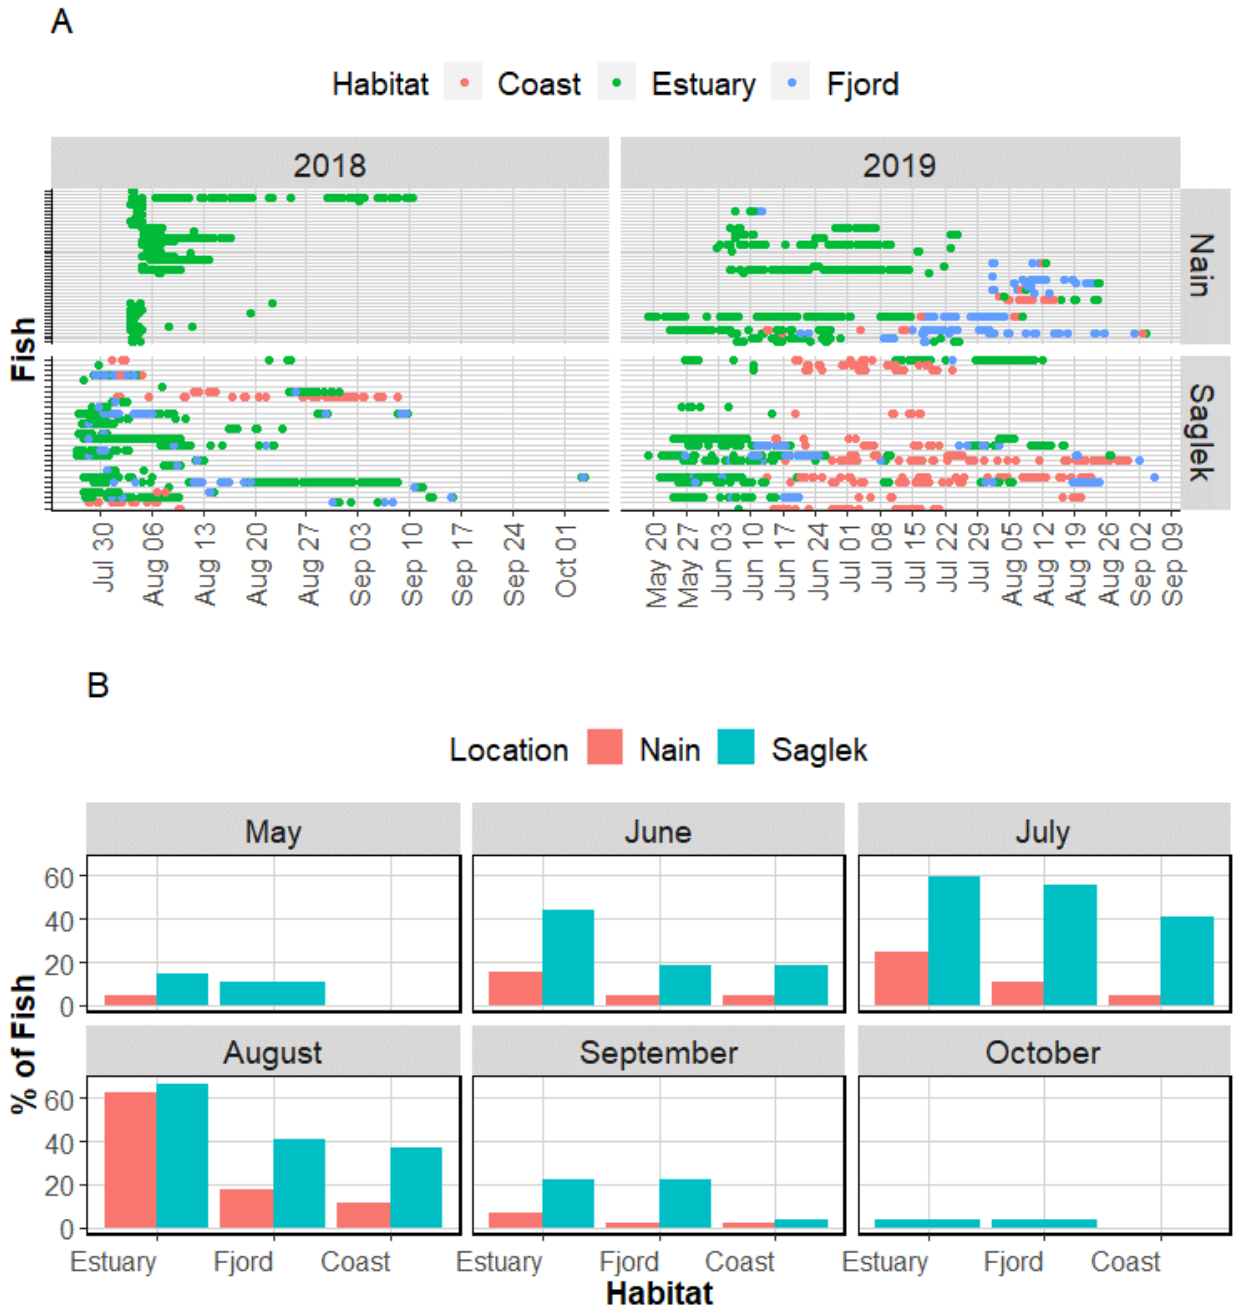 A
Habitat Coast Estuary Fjord
2018 2019
Nain
Saglek
Fish
Jul 30 Aug 06 Aug 13 Aug 20 Aug 27 Sep 03 Sep 10 Sep 17 Sep 24 Oct 01 May 20 May 27 Jun 03 Jun 10 Jun 17 Jun 24 Jul 01 Jul 08 Jul 15 Jul 22 Jul 29 Aug 05 Aug 12 Aug 19 Aug 26 Sep 02 Sep 09
B
Location Nain Saglek
May June July
60
40
20
0
% of Fish
August September October
60
40
20
0
Estuary Fjord Coast Estuary Fjord Coast Estuary Fjord Coast
Habitat